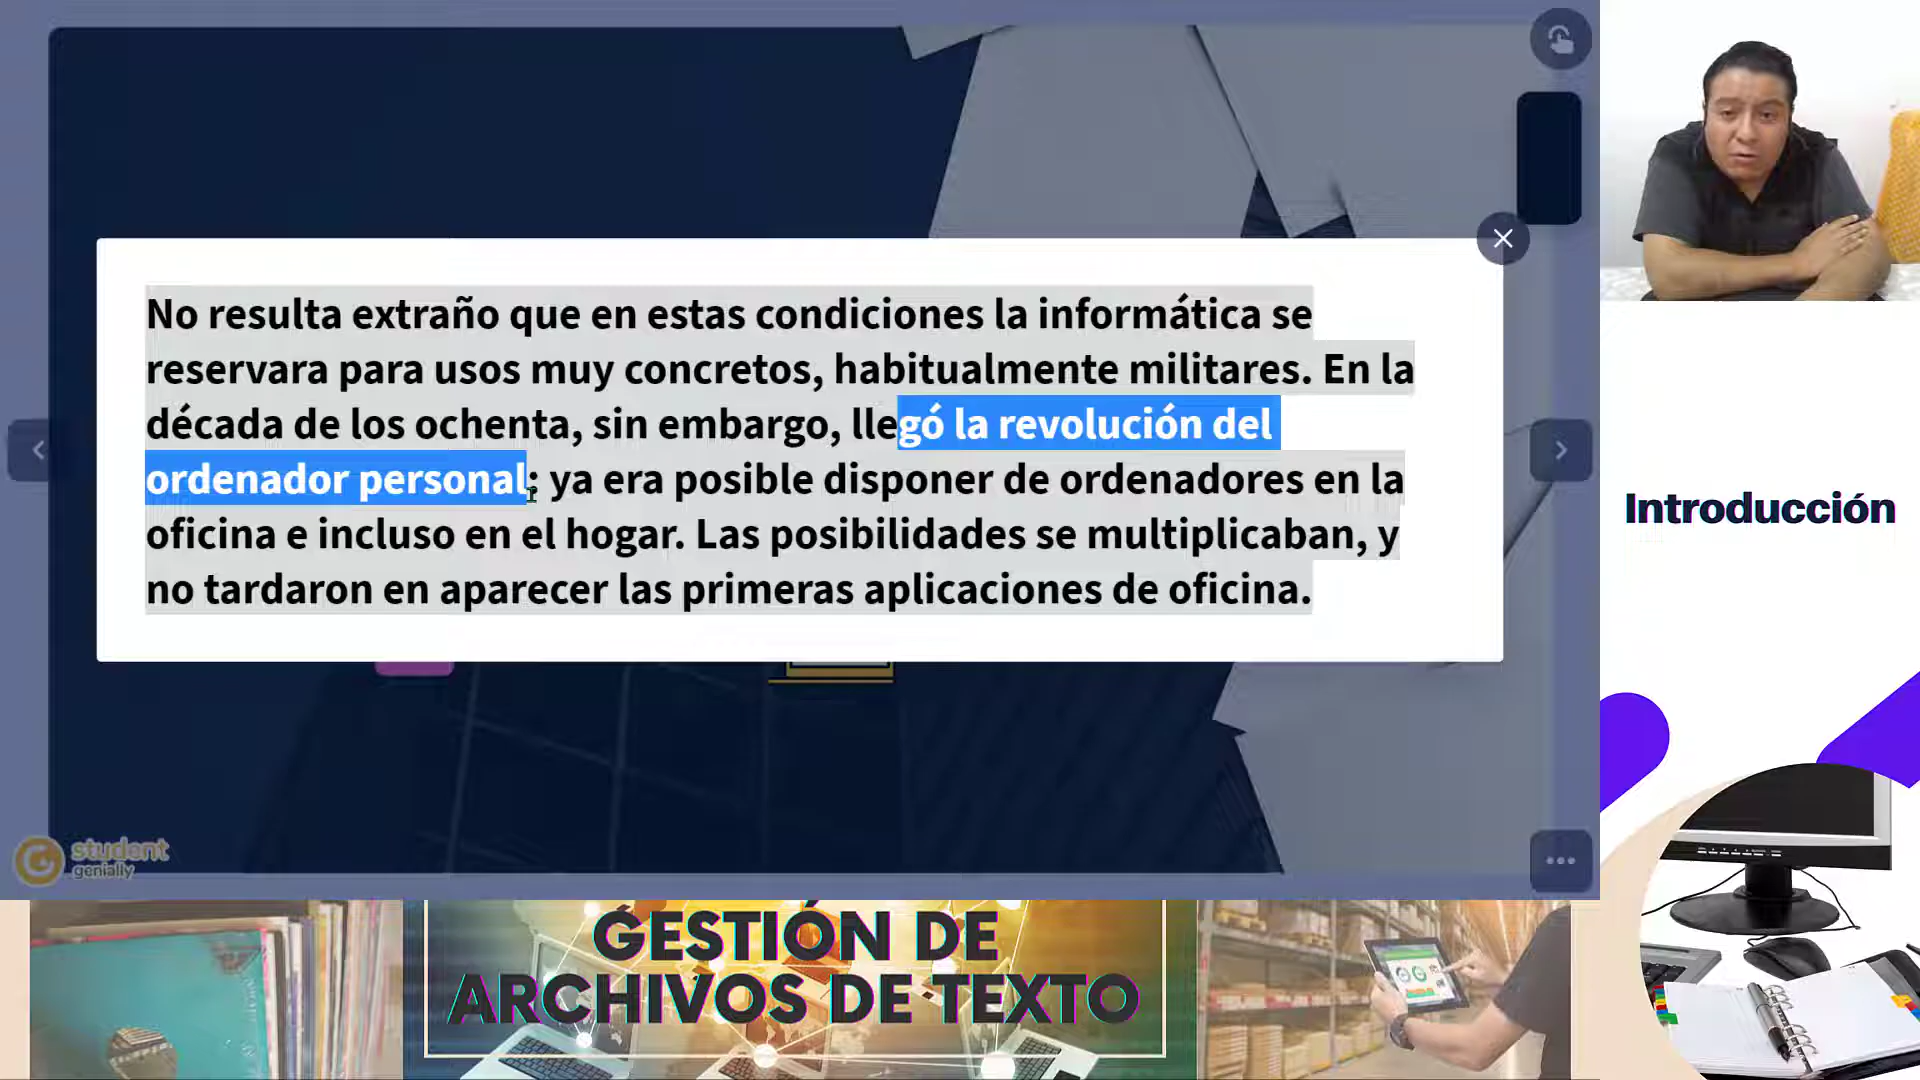 No resulta extraño que en estas condiciones la informática se
reservara para usos muy concretos, habitualmente militares. En la
década de los ochenta, sin embargo, llegó la revolución del
ordenador personal; ya era posible disponer de ordenadores en la
oficina e incluso en el hogar. Las posibilidades se multiplicaban, y
no tardaron en aparecer las primeras aplicaciones de oficina.
Introducción
student
genially
GESTIÓN DE
ARCHIVOS DE TEXTO